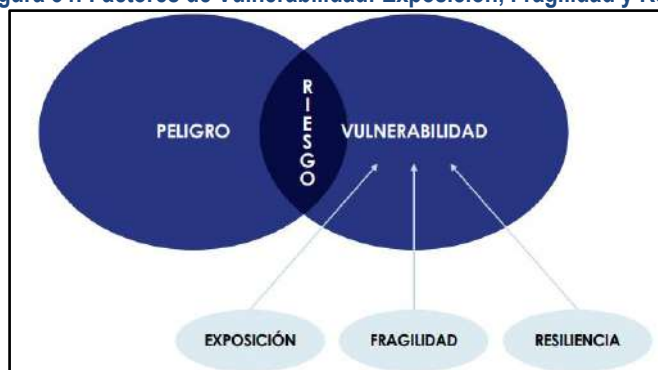 Factores de Vulnerabilidad: Exposición, Fragilidad y
PELIGRO
RIESGO
VULNERABILIDAD
EXPOSICIÓN
FRAGILIDAD
RESILIENCIA